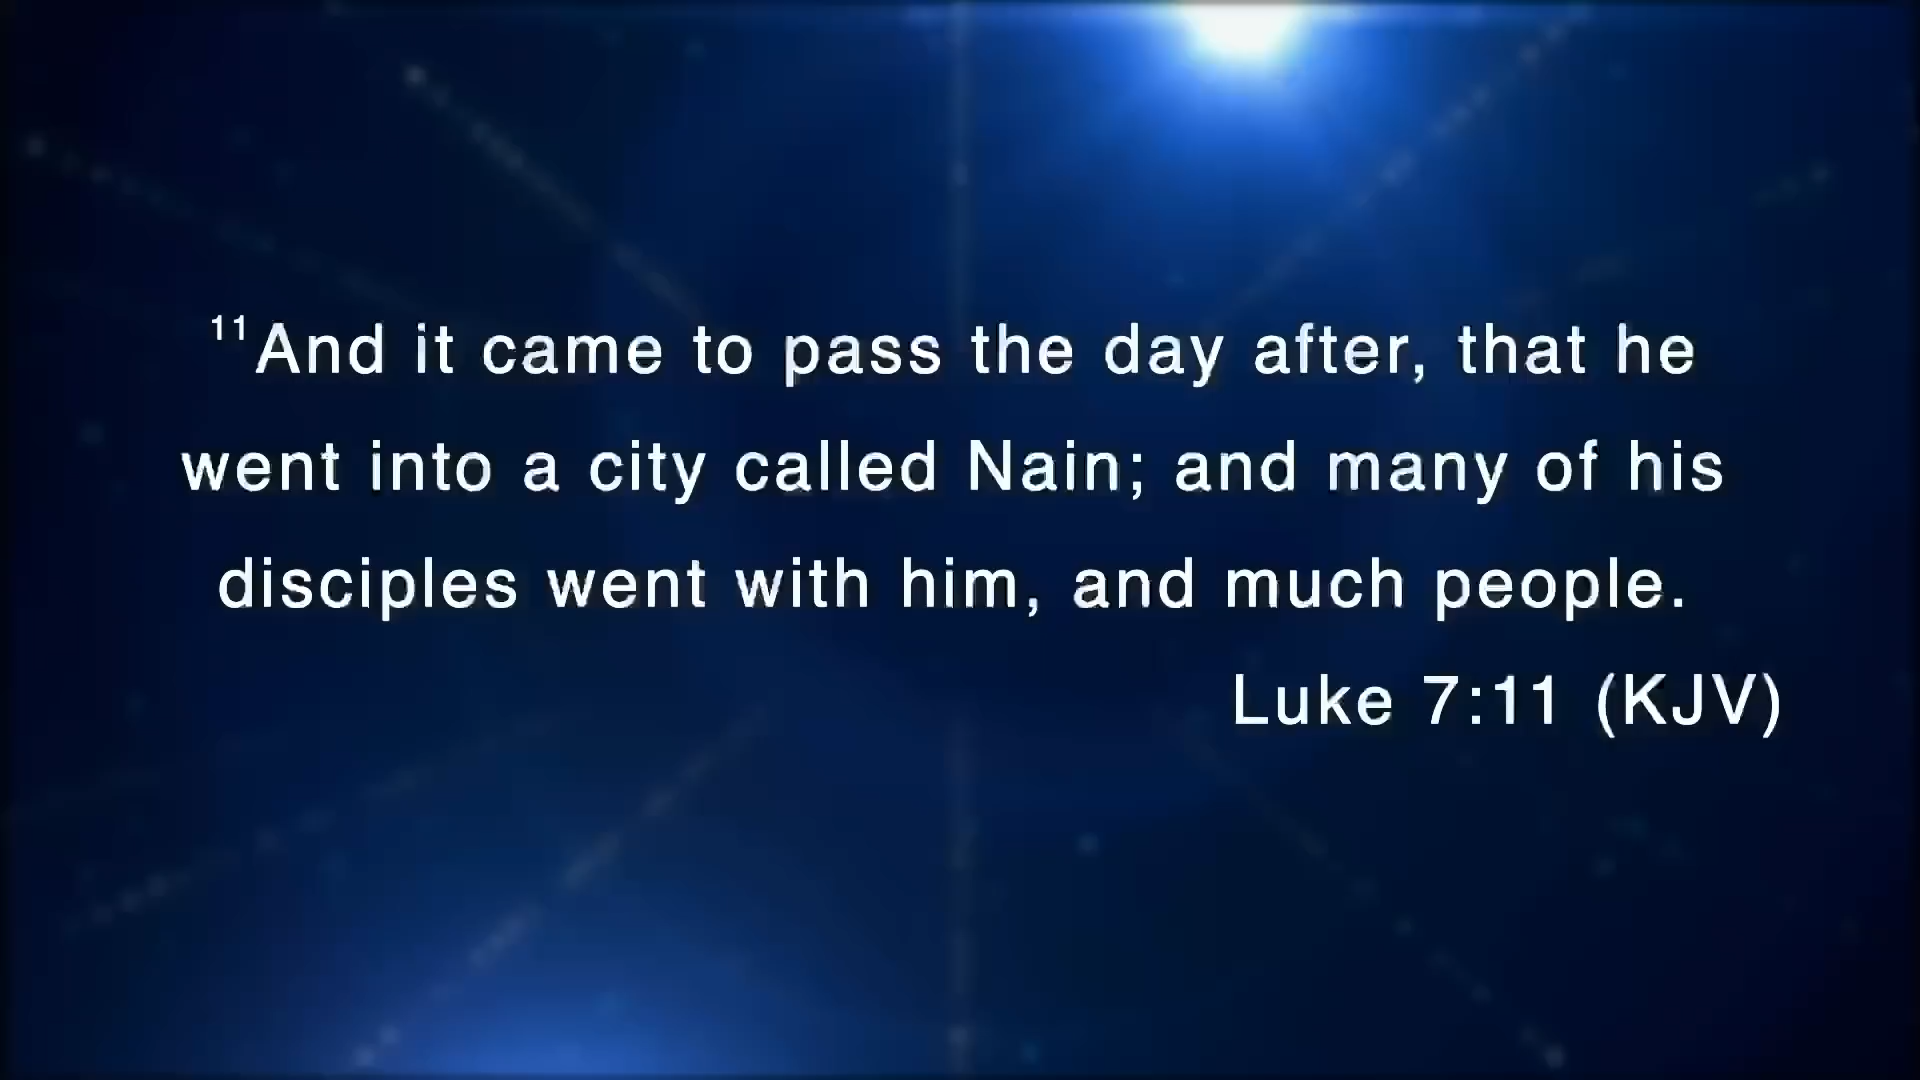 11And it came to pass the day after, that he
went into a city called Nain; and many of his
disciples went with him, and much people.
Luke 7:11 (KJV)